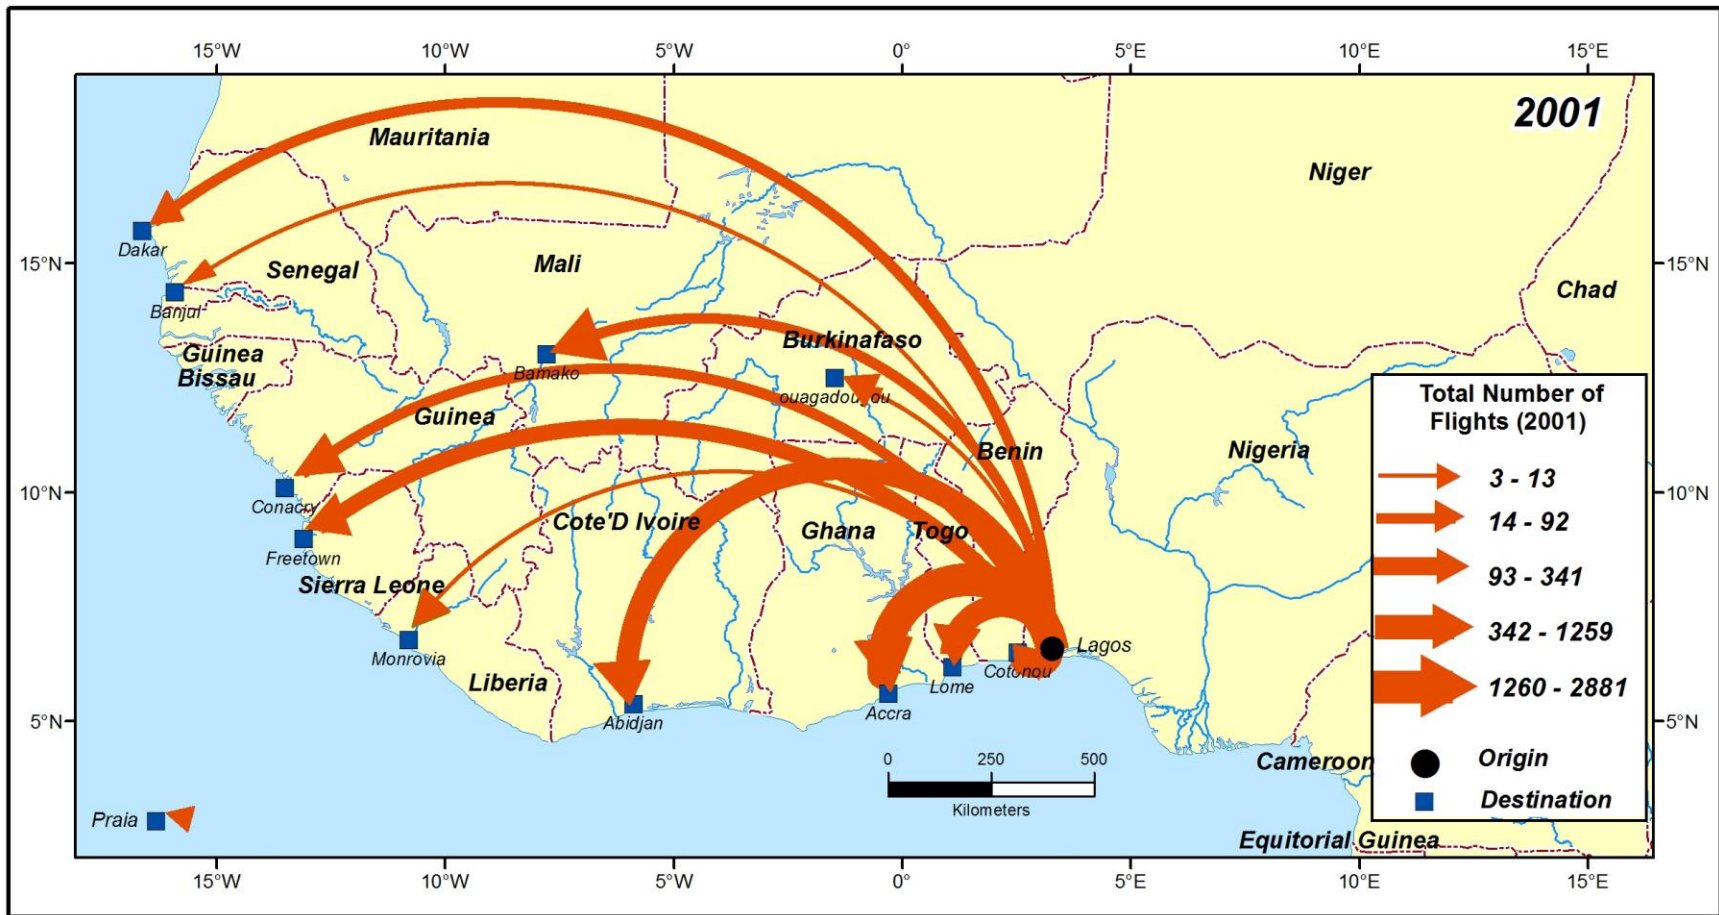 15°W 10°W 5°W 0° 5°E 10°E 15°E
2001
Mauritania
Niger
Dakar
Senegal
Mali
15°N
15°N
Chad
Banjul
Guinea
Bissau
Burkinafaso
Bamako
Guinea
Benin
Nigeria
10°N
10°N
Conacry
Cote'D Ivoire
Ghana
Togo
Freetown
Sierra Leone
Monrovia
Liberia
Lagos
Cotonou
Lome
Accra
Abidjan
5°N
5°N
0 250 500
Kilometers
Praia
Cameroon
Equitorial Guinea
Total Number of
Flights (2001)
3 - 13
14 - 92
93 - 341
342 - 1259
1260 - 2881
Origin
Destination
15°W 10°W 5°W 0° 5°E 10°E 15°E